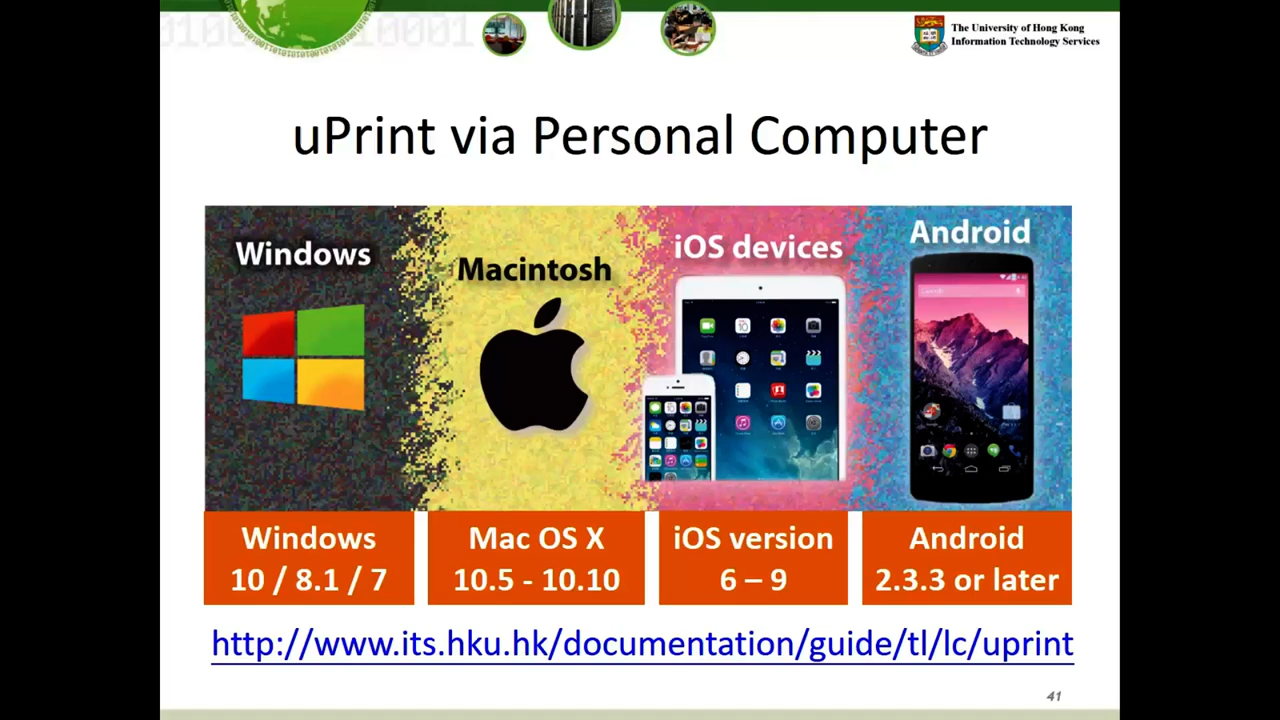 The University of Hong Kong
Information Technology Services
uPrint via Personal Computer
Windows
Macintosh
iOS devices
Android
Windows
10 / 8.1 / 7
Mac OS X
10.5 - 10.10
iOS version
6 – 9
Android
2.3.3 or later
http://www.its.hku.hk/documentation/guide/tl/lc/uprint
41